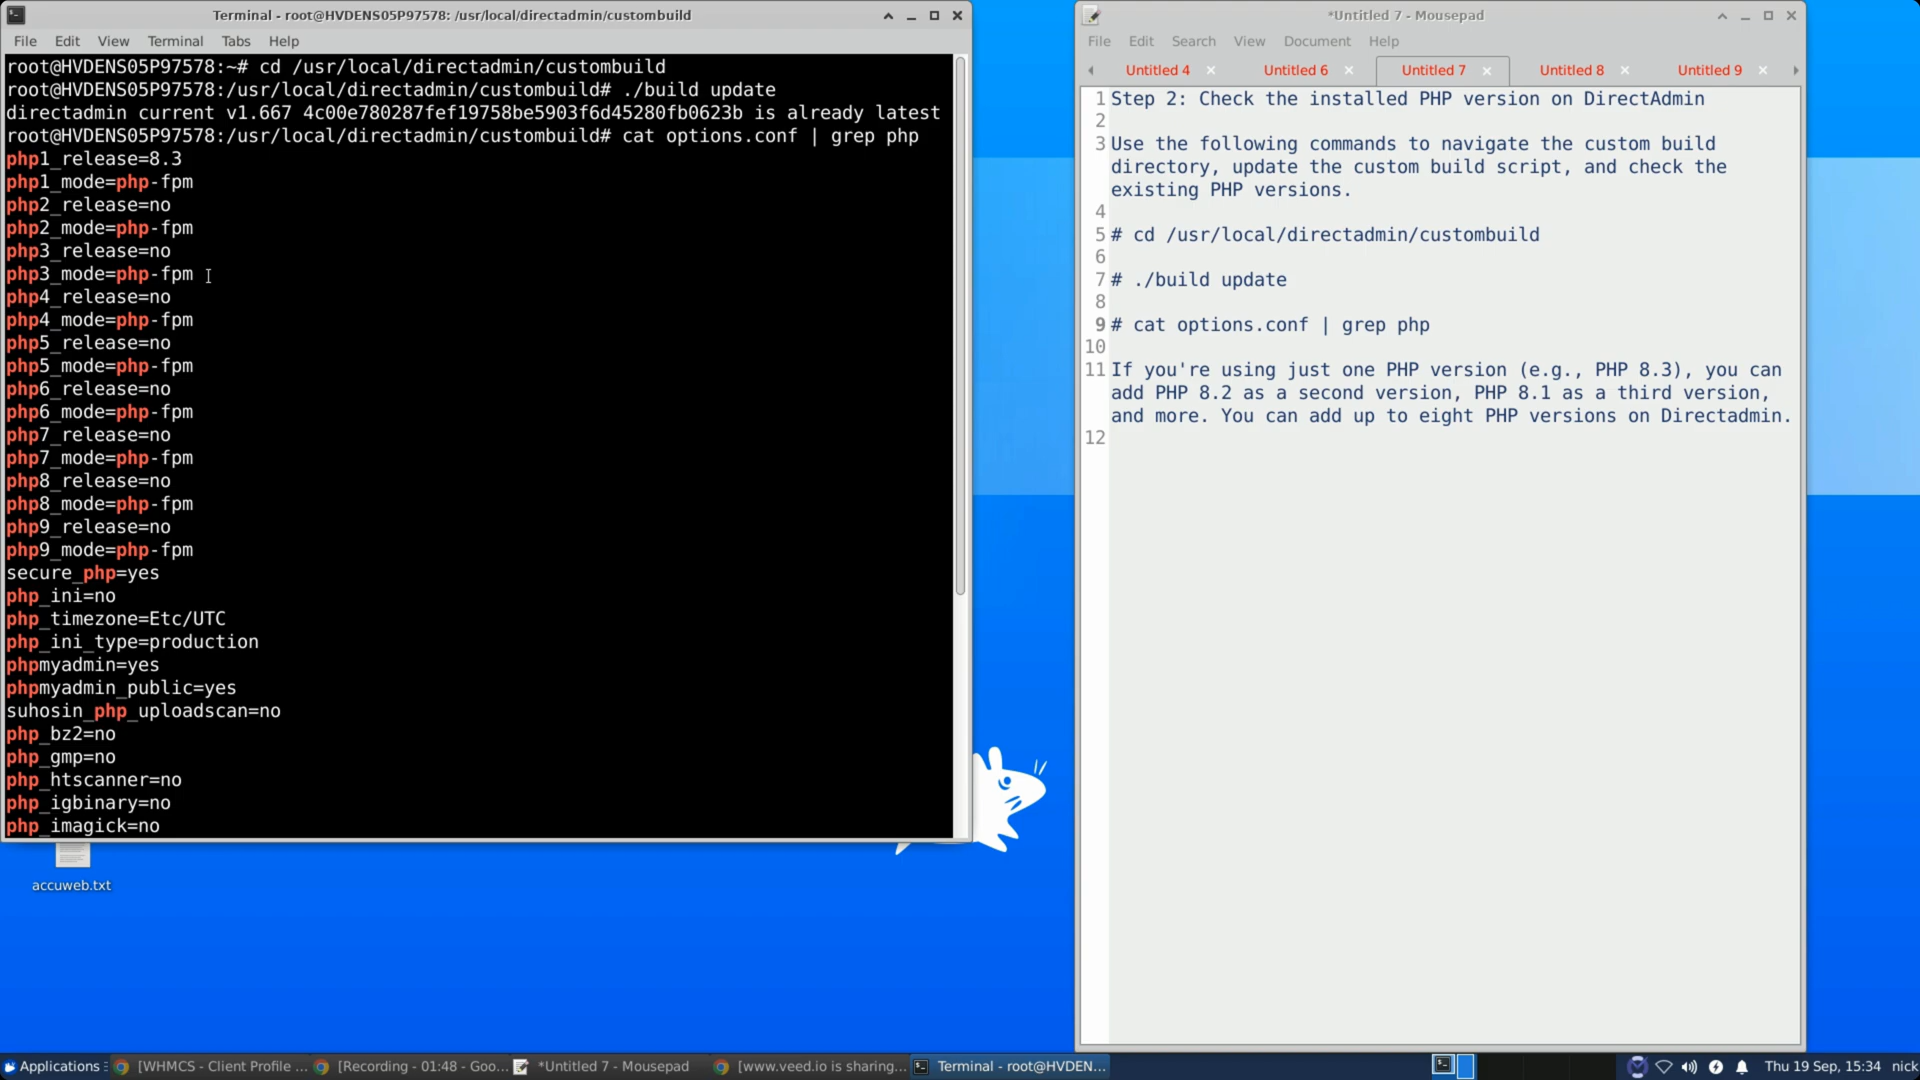 Terminal - root@HVDENS05P97578: /usr/local/directadmin/custombuild
File Edit View Terminal Tabs Help
root@HVDENS05P97578:~# cd /usr/local/directadmin/custombuild
root@HVDENS05P97578:/usr/local/directadmin/custombuild# ./build update
directadmin current v1.667 4c00e780287fef19758be5903f6d45280fb0623b is already latest
root@HVDENS05P97578:/usr/local/directadmin/custombuild# cat options.conf | grep php
php1_release=8.3
php1_mode=php-fpm
php2_release=no
php2_mode=php-fpm
php3_release=no
php3_mode=php-fpm
php4_release=no
php4_mode=php-fpm
php5_release=no
php5_mode=php-fpm
php6_release=no
php6_mode=php-fpm
php7_release=no
php7_mode=php-fpm
php8_release=no
php8_mode=php-fpm
php9_release=no
php9_mode=php-fpm
secure_php=yes
php_ini=no
php_timezone=Etc/UTC
php_ini_type=production
phpmyadmin=yes
phpmyadmin_public=yes
suhosin_php_uploadscan=no
php_bz2=no
php_gmp=no
php_htscanner=no
php_igbinary=no
php_imagick=no
accuweb.txt
*Untitled 7 - Mousepad
File Edit Search View Document Help
Untitled 4 Untitled 6 Untitled 7 Untitled 8 Untitled 9
1 Step 2: Check the installed PHP version on DirectAdmin
2
3 Use the following commands to navigate the custom build
directory, update the custom build script, and check the
existing PHP versions.
4
5 # cd /usr/local/directadmin/custombuild
6
7 # ./build update
8
9 # cat options.conf | grep php
10
11 If you're using just one PHP version (e.g., PHP 8.3), you can
add PHP 8.2 as a second version, PHP 8.1 as a third version,
and more. You can add up to eight PHP versions on Directadmin.
12
Applications [WHMCS - Client Profile ... [Recording - 01:48 - Goo... *Untitled 7 - Mousepad [www.veed.io is sharing... Terminal - root@HVDEN... Thu 19 Sep, 15:34 nick